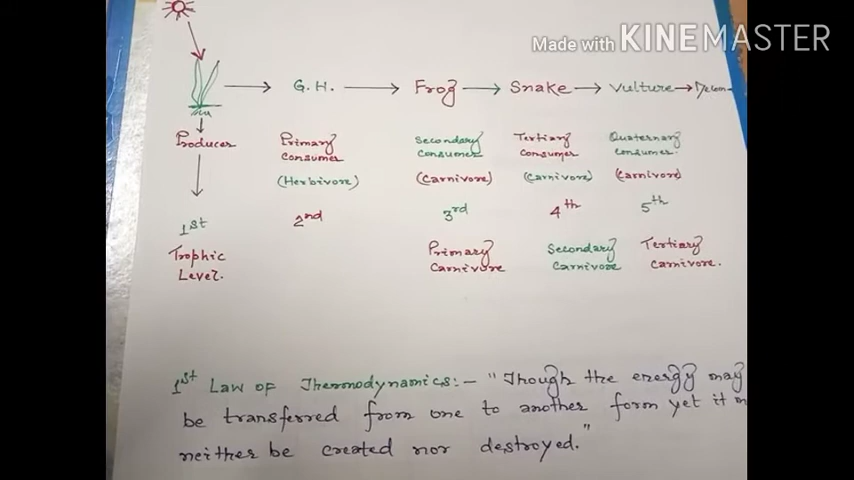 Made with KINEMASTER
G.H. Frog Snake Vulture
Producer Primary Secondary Tertiary Quaternary
consumer consumer consumer consumer.
(Herbivore) (Carnivore) (Carnivore) (Carnivore)
1st 2nd 3rd 4th 5th
Trophic Primary Secondary Tertiary
Level. Carnivore Carnivore carnivore.
1st Law of Thermodynamics:- "Though the energy may
be transferred from one to another form yet it
neither be created nor destroyed."